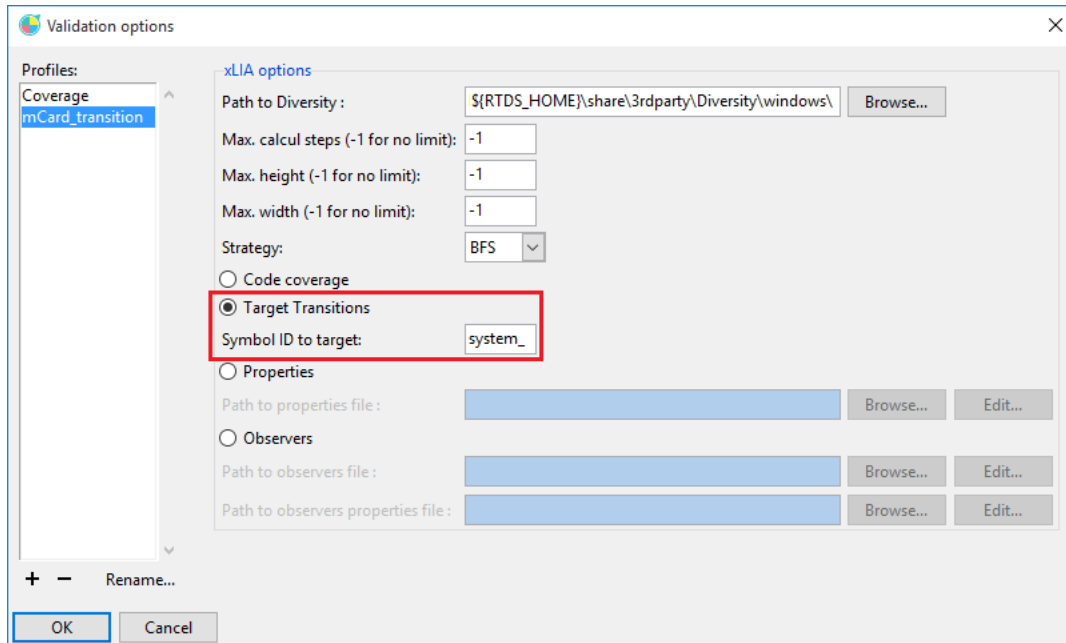 Validation options
Profiles:
Coverage
mCard_transition
xLIA options
Path to Diversity : ${RTDS_HOME}\share\3rdparty\Diversity\windows\ Browse...
Max. calcul steps (-1 for no limit): -1
Max. height (-1 for no limit): -1
Max. width (-1 for no limit): -1
Strategy: BFS
Code coverage
Target Transitions
Symbol ID to target: system_
Properties
Path to properties file : Browse... Edit...
Observers
Path to observers file : Browse... Edit...
Path to observers properties file : Browse... Edit...
+ − Rename...
OK Cancel